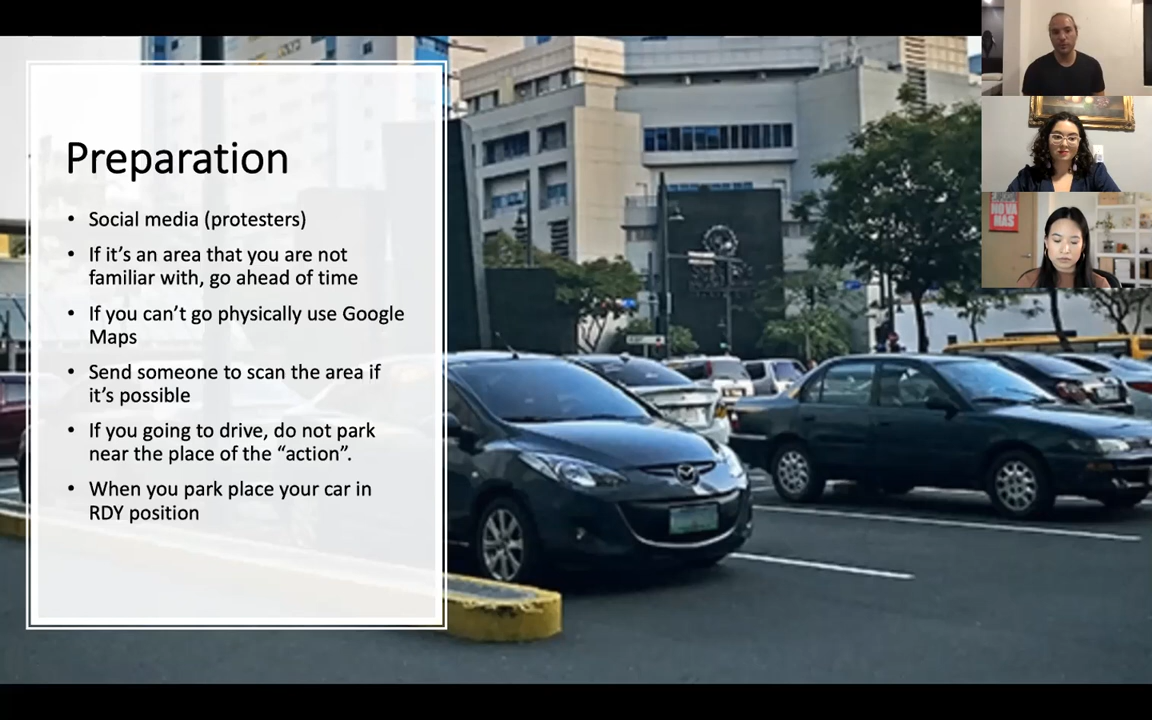 Preparation
• Social media (protesters)
• If it's an area that you are not
familiar with, go ahead of time
• If you can't go physically use Google
Maps
• Send someone to scan the area if
it's possible
• If you going to drive, do not park
near the place of the “action”.
• When you park place your car in
RDY position
NO VA
MAS